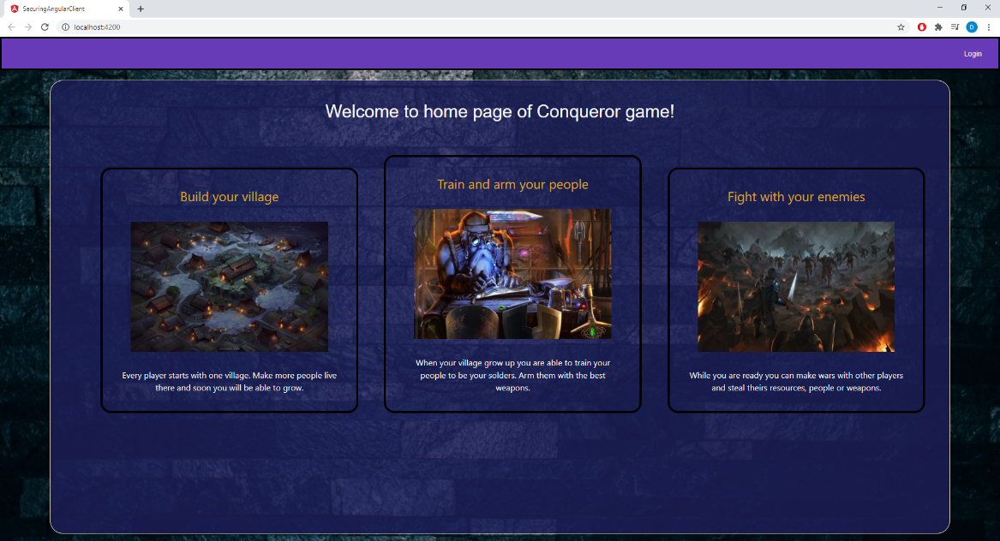 SecuringAngularClient
localhost:4200
D
Login
Welcome to home page of Conqueror game!
Build your village
Every player starts with one village. Make more people live
there and soon you will be able to grow.
Train and arm your people
When your village grow up you are able to train your
people to be your solders. Arm them with the best
weapons.
Fight with your enemies
While you are ready you can make wars with other players
and steal theirs resources, people or weapons.